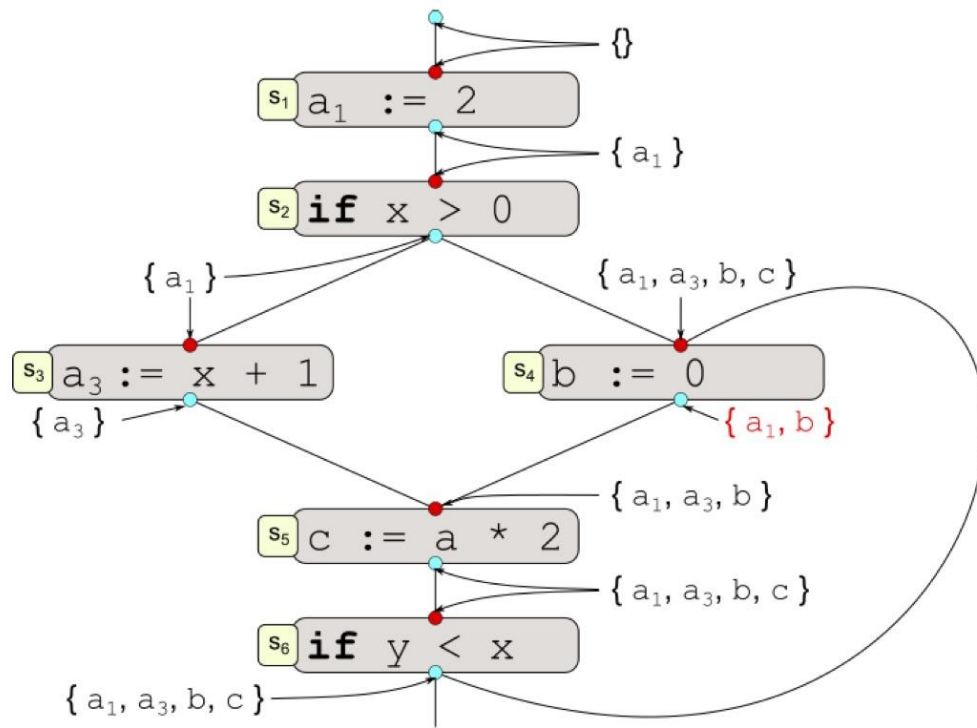 {}
s₁ a₁ := 2
{ a₁ }
s₂ if x > 0
{ a₁ }
{ a₁, a₃, b, c }
s₃ a₃ := x + 1
s₄ b := 0
{ a₃ }
{ a₁, b }
{ a₁, a₃, b }
s₅ c := a * 2
{ a₁, a₃, b, c }
s₆ if y < x
{ a₁, a₃, b, c }